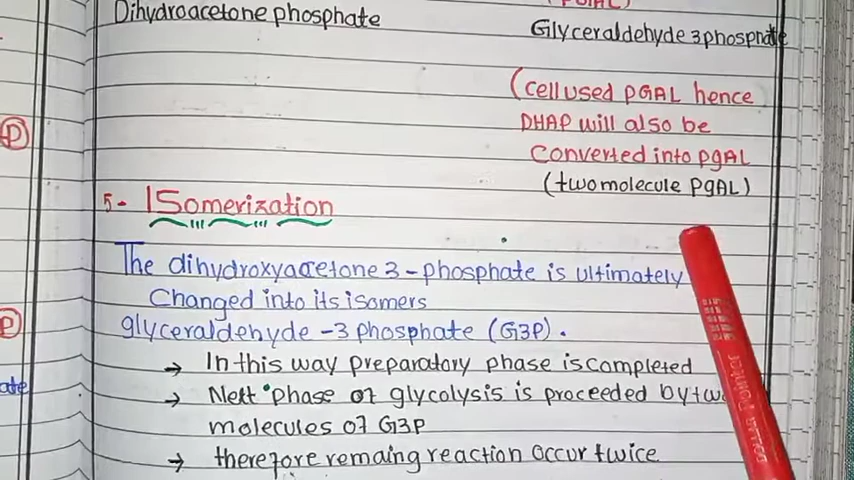 (PGAL)
Dihydroacetone phosphate
Glyceraldehyde 3 phosphate
(cell used PGAL hence
DHAP will also be
Converted into pgAL
(two molecule pgAL)
P
5- ISomerization
The dihydroxyacetone 3-phosphate is ultimately
Changed into its isomers
glyceraldehyde -3 phosphate (G3P).
P
→ In this way preparatory phase is completed
ate
→ Next phase of glycolysis is proceeded by two
molecules of G3P
→ therefore remaing reaction occur twice